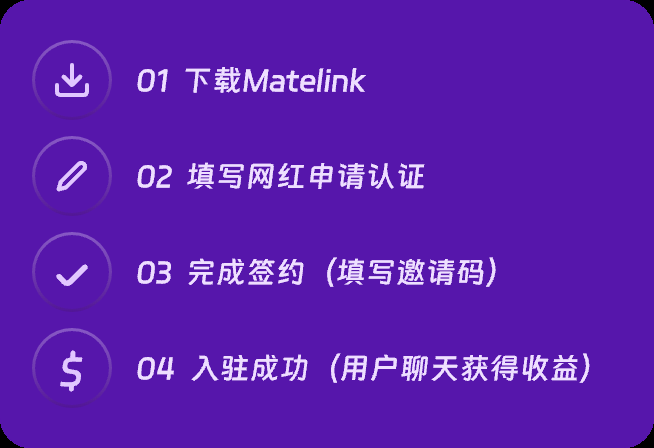 01 下载Matelink
02 填写网红申请认证
03 完成签约（填写邀请码）
04 入驻成功（用户聊天获得收益）